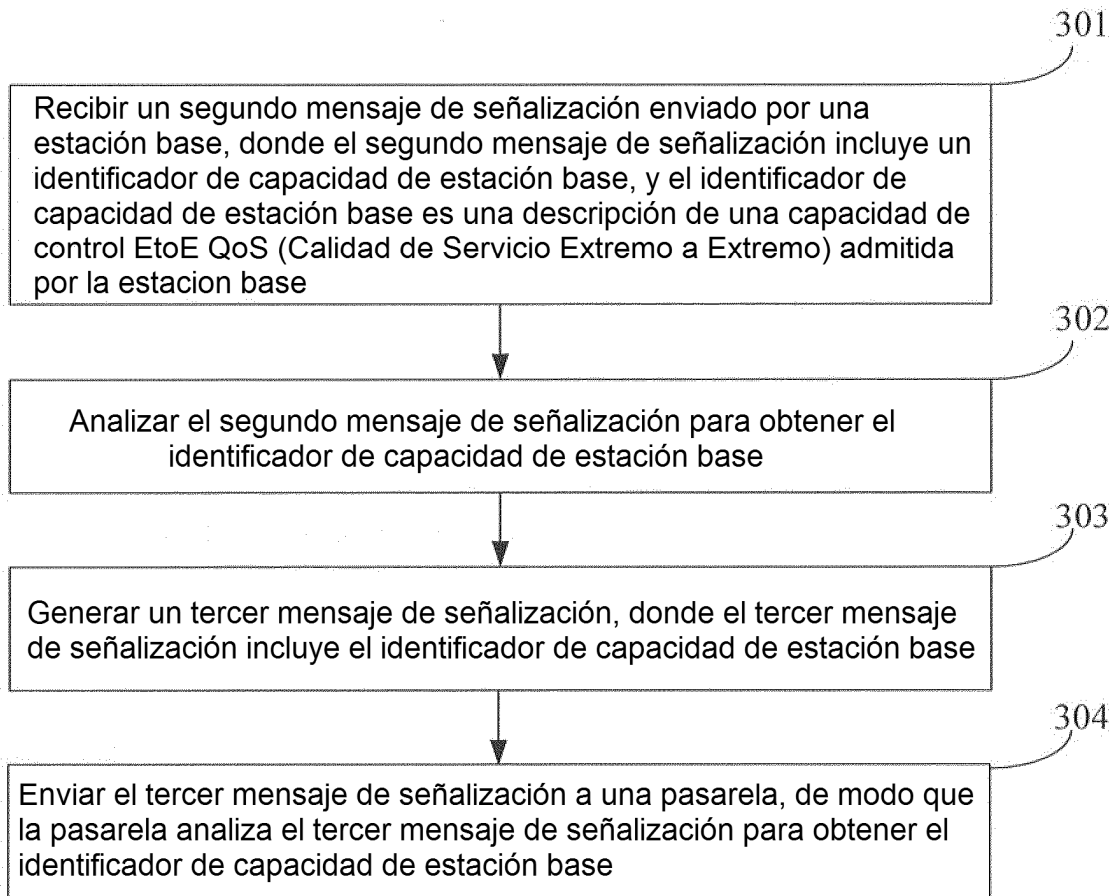 301
Recibir un segundo mensaje de señalización enviado por una
estación base, donde el segundo mensaje de señalización incluye un
identificador de capacidad de estación base, y el identificador de
capacidad de estación base es una descripción de una capacidad de
control EtoE QoS (Calidad de Servicio Extremo a Extremo) admitida
por la estacion base
302
Analizar el segundo mensaje de señalización para obtener el
identificador de capacidad de estación base
303
Generar un tercer mensaje de señalización, donde el tercer mensaje
de señalización incluye el identificador de capacidad de estación base
304
Enviar el tercer mensaje de señalización a una pasarela, de modo que
la pasarela analiza el tercer mensaje de señalización para obtener el
identificador de capacidad de estación base